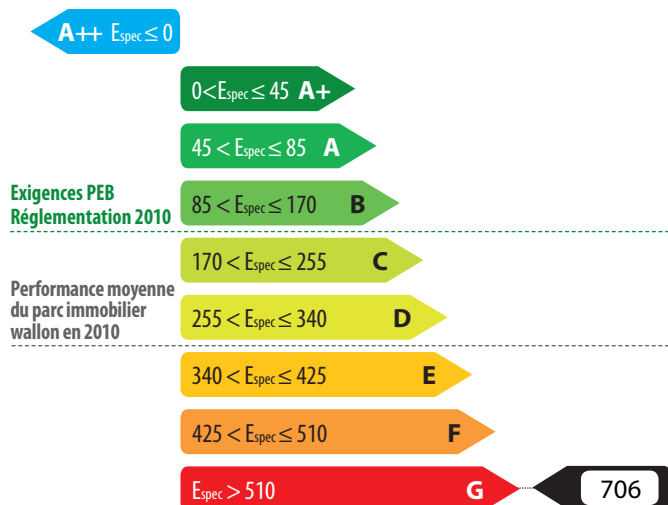 A++ Espec ≤ 0
0<Espec ≤ 45 A+
45 < Espec ≤ 85 A
Exigences PEB
Réglementation 2010
85 < Espec ≤ 170 B
170 < Espec ≤ 255 C
Performance moyenne
du parc immobilier
wallon en 2010
255 < Espec ≤ 340 D
340 < Espec ≤ 425 E
425 < Espec ≤ 510 F
Espec > 510 G 706